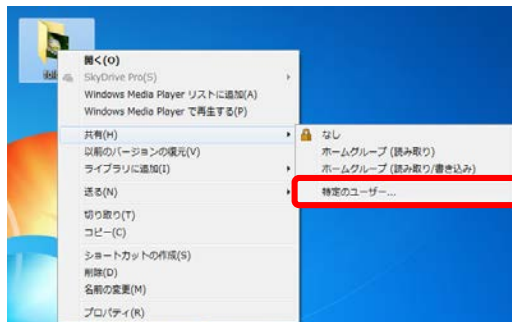 開く(O)
SkyDrive Pro(S)
Windows Media Player リストに追加(A)
Windows Media Player で再生する(P)
共有(H)
以前のバージョンの復元(V)
ライブラリに追加(I)
送る(N)
切り取り(T)
コピー(C)
ショートカットの作成(S)
削除(D)
名前の変更(M)
プロパティ(R)
なし
ホームグループ (読み取り)
ホームグループ (読み取り/書き込み)
特定のユーザー...